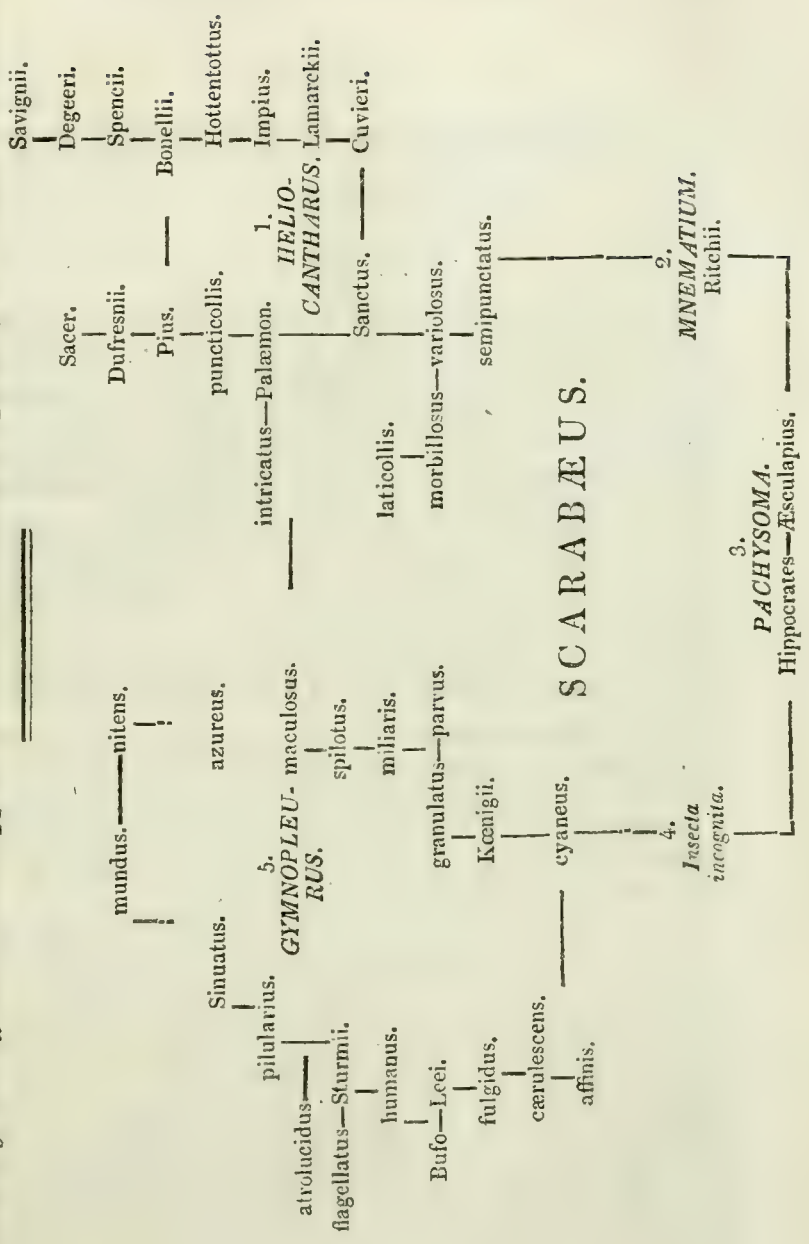 Savignii.
Sacer. Degeeri.
mundus.—nitens. Dufresnii. Spencii.
Pius. — Bonellii.
Sinuatus. azureus. puncticollis. Hottentottus.
pilularius. 5. intricatus—Palæmon. 1. Impius.
GYMNOPLEU- maculosus. HELIO-
atrolucidus— RUS. CANTHARUS. Lamarckii.
flagellatus—Sturmii. spilotus.
Sanctus. — Cuvieri.
humanus. miliaris. laticollis.
Bufo—Leei. granulatus—parvus. morbillosus—variolosus.
fulgidus. Kœnigii. semipunctatus.
cærulescens.
— cyaneus. SCARABÆUS.
affinis.
4. 2.
Insecta MNEMATIUM.
incognita. Ritchii.
3.
PACHYSOMA.
Hippocrates—Æsculapius.